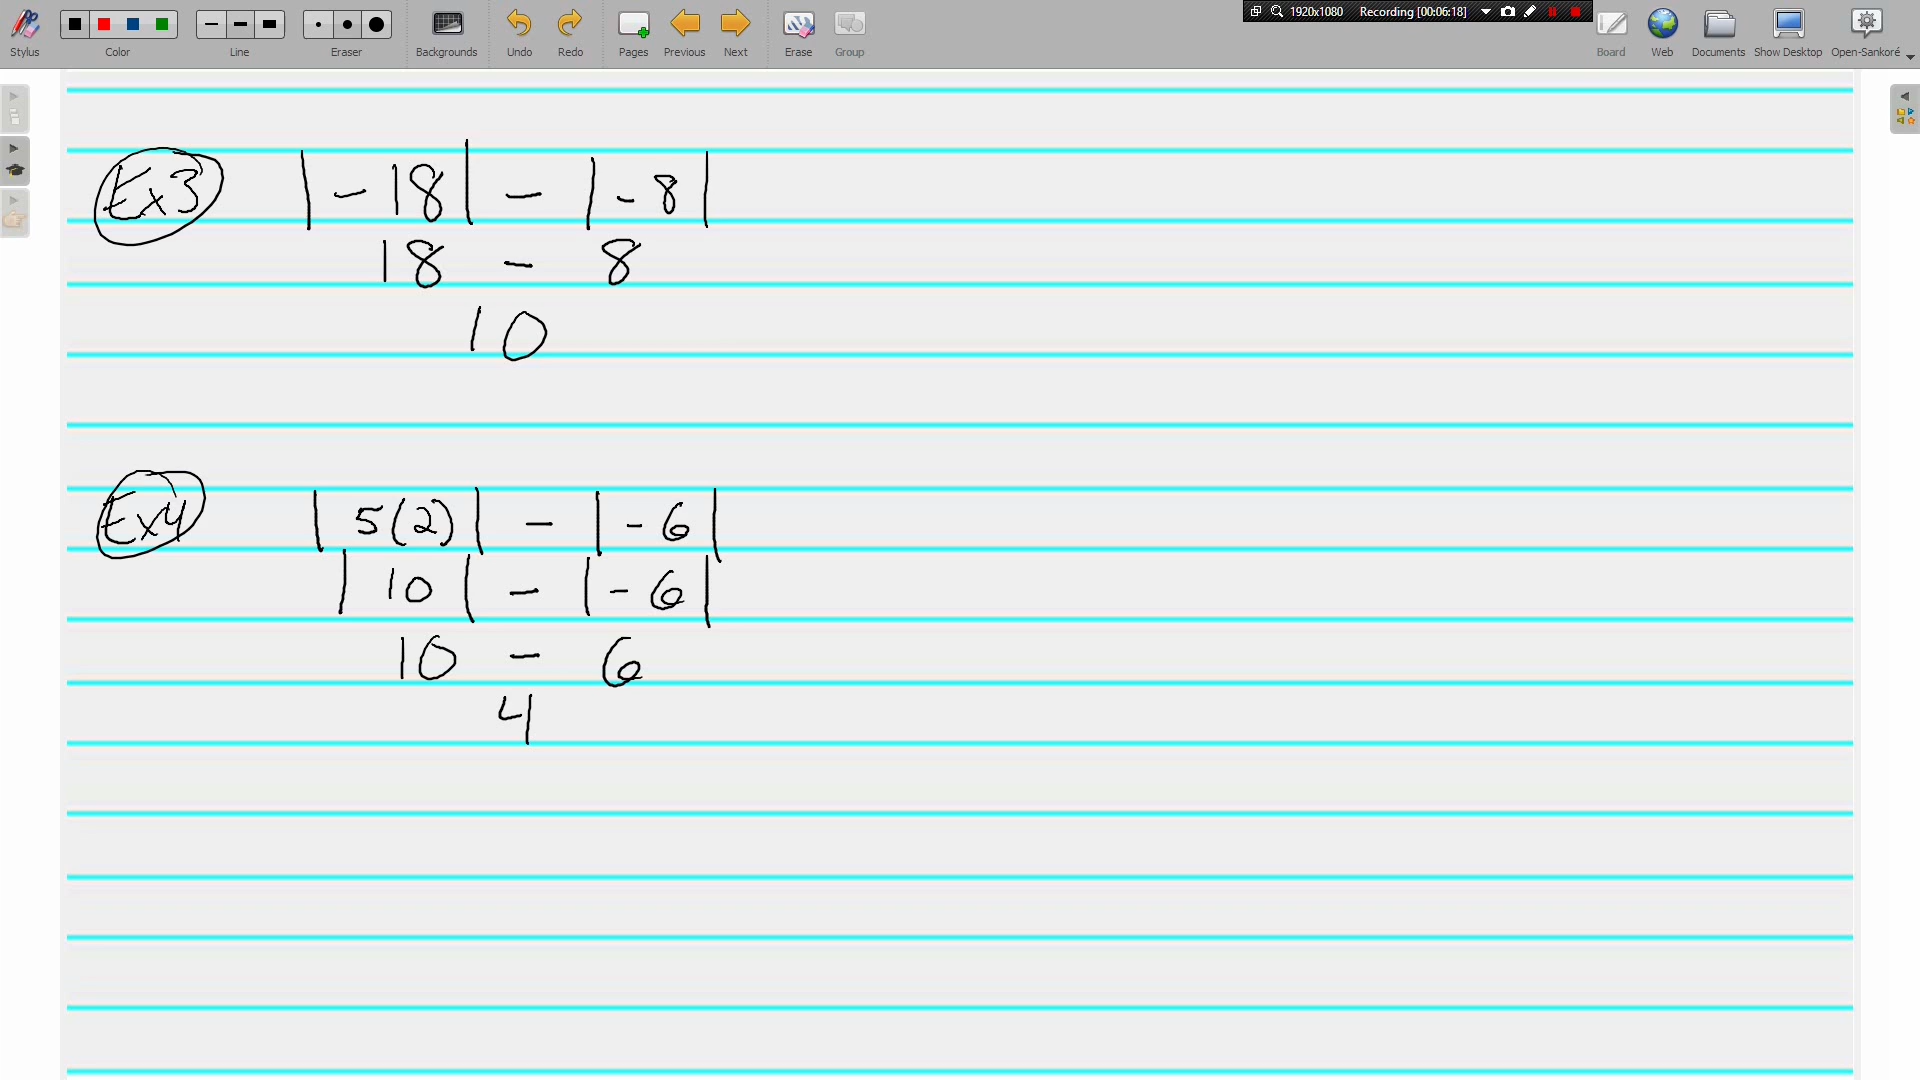 1920x1080 Recording [00:06:18]
Stylus Color Line Eraser Backgrounds Undo Redo Pages Previous Next Erase Group Board Web Documents Show Desktop Open-Sankoré
Ex3 |-18| - |-8|
18 - 8
10
Ex4 |5(2)| - |-6|
|10| - |-6|
10 - 6
4